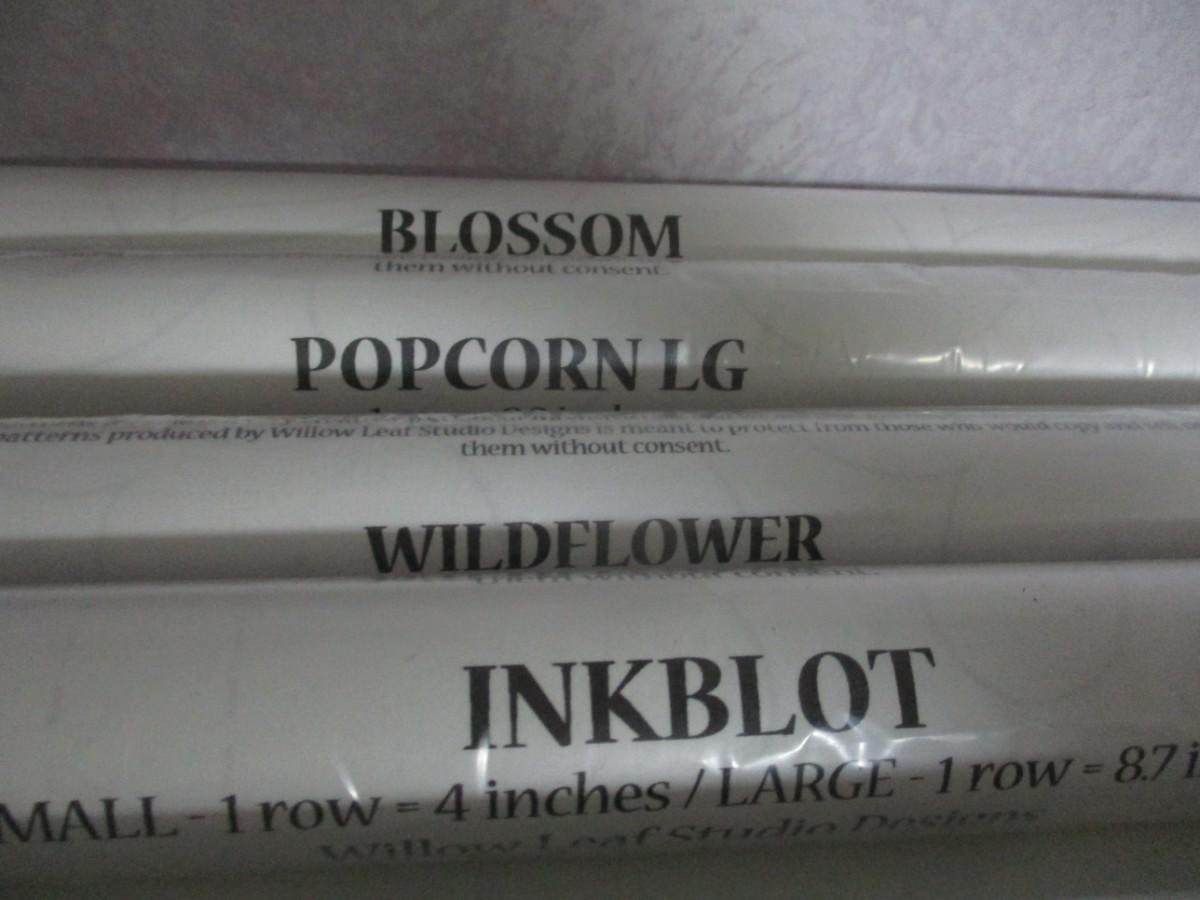 BLOSSOM
them without consent.
POPCORN LG
patterns produced by Willow Leaf Studio Designs is meant to protect from those who would copy and
them without consent.
WILDFLOWER
INKBLOT
MALL - 1 row = 4 inches / LARGE - 1 row = 8.7 i
Willow Leaf Studio Designs